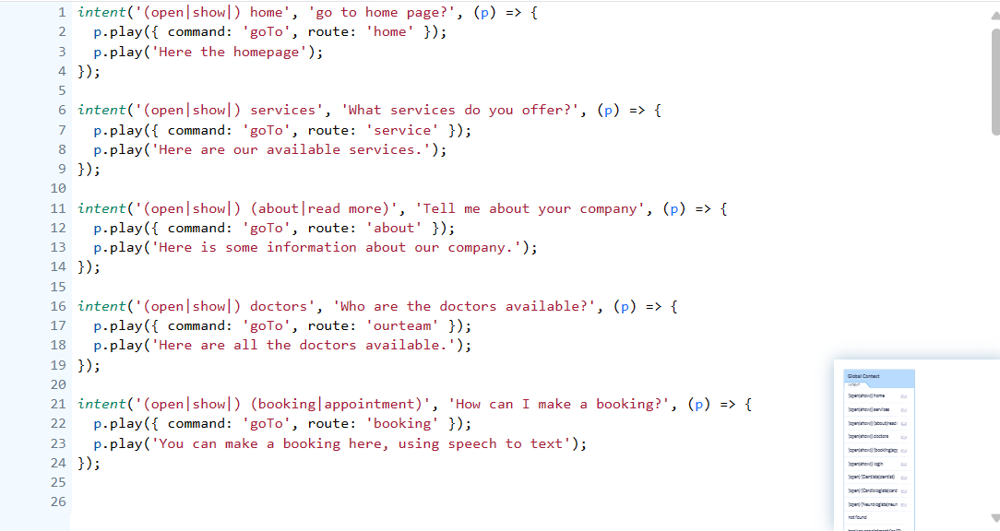 1 intent('(open|show|) home', 'go to home page?', (p) => {
2 p.play({ command: 'goTo', route: 'home' });
3 p.play('Here the homepage');
4 });
5
6 intent('(open|show|) services', 'What services do you offer?', (p) => {
7 p.play({ command: 'goTo', route: 'service' });
8 p.play('Here are our available services.');
9 });
10
11 intent('(open|show|) (about|read more)', 'Tell me about your company', (p) => {
12 p.play({ command: 'goTo', route: 'about' });
13 p.play('Here is some information about our company.');
14 });
15
16 intent('(open|show|) doctors', 'Who are the doctors available?', (p) => {
17 p.play({ command: 'goTo', route: 'ourteam' });
18 p.play('Here are all the doctors available.');
19 });
20
21 intent('(open|show|) (booking|appointment)', 'How can I make a booking?', (p) => {
22 p.play({ command: 'goTo', route: 'booking' });
23 p.play('You can make a booking here, using speech to text');
24 });
25
26
Global Context
INTENT
(open|show|) home
(open|show|) services
(open|show|) (about|read
(open|show|) doctors
(open|show|) (booking|app
(open|show|) login
(open|) (Dentists|dentist)
(open|) (Cardiologists|card
(open|) (Neurologists|neur
not found